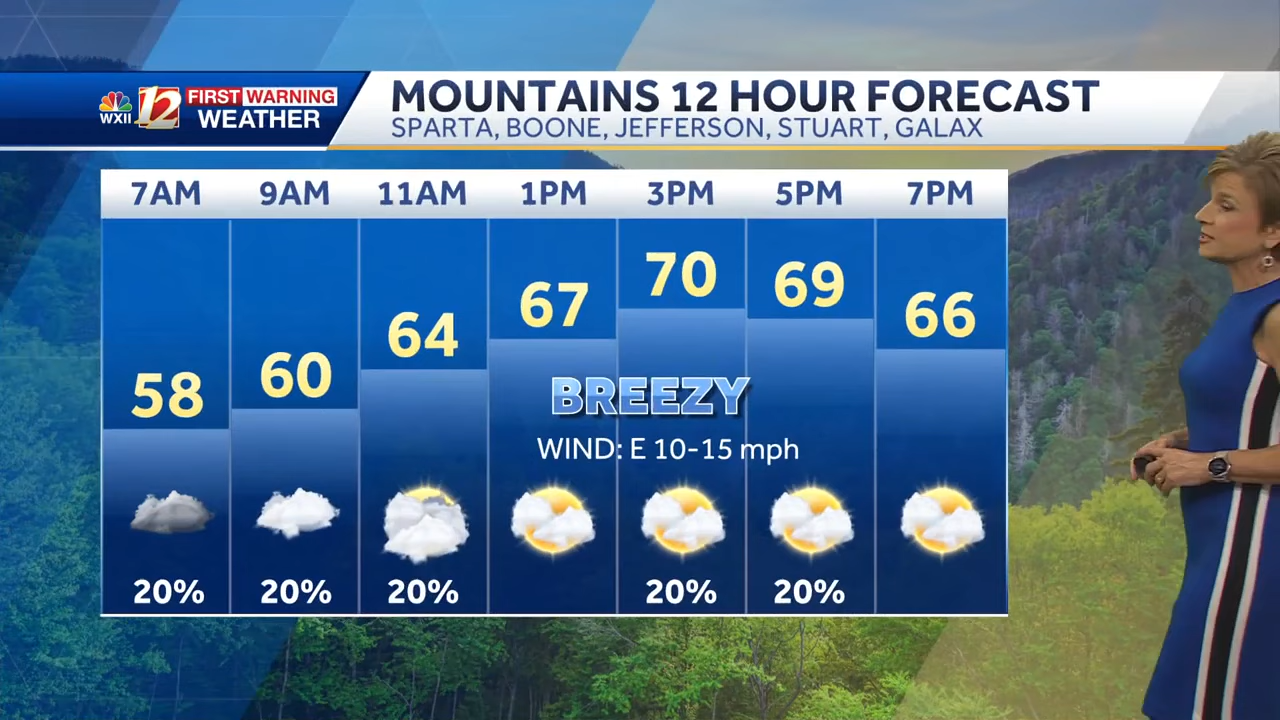 WXII 12 FIRST WARNING
WEATHER
MOUNTAINS 12 HOUR FORECAST
SPARTA, BOONE, JEFFERSON, STUART, GALAX
7AM 9AM 11AM 1PM 3PM 5PM 7PM
58 60 64 67 70 69 66
BREEZY
WIND: E 10-15 mph
20% 20% 20% 20% 20%